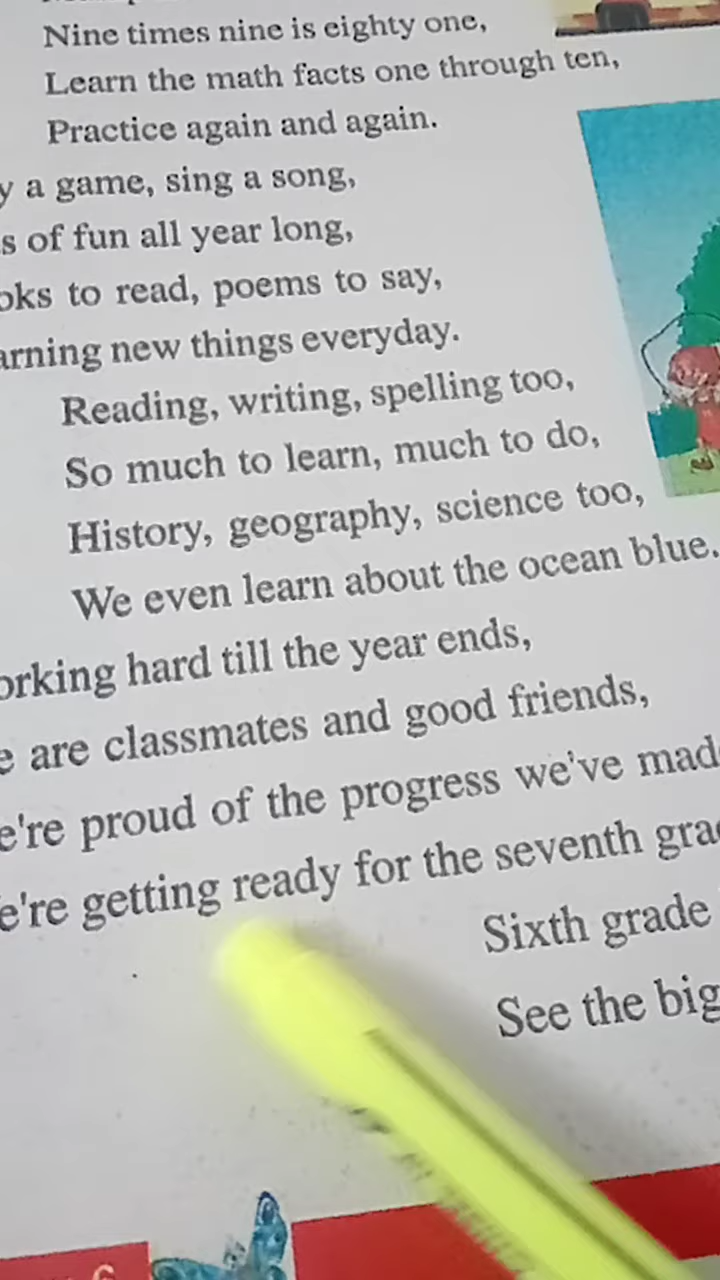 Nine times nine is eighty one,
Learn the math facts one through ten,
Practice again and again.
y a game, sing a song,
s of fun all year long,
oks to read, poems to say,
arning new things everyday.
Reading, writing, spelling too,
So much to learn, much to do,
History, geography, science too,
We even learn about the ocean blue.
orking hard till the year ends,
e are classmates and good friends,
e're proud of the progress we've mad
e're getting ready for the seventh gra
Sixth grade
See the big
6